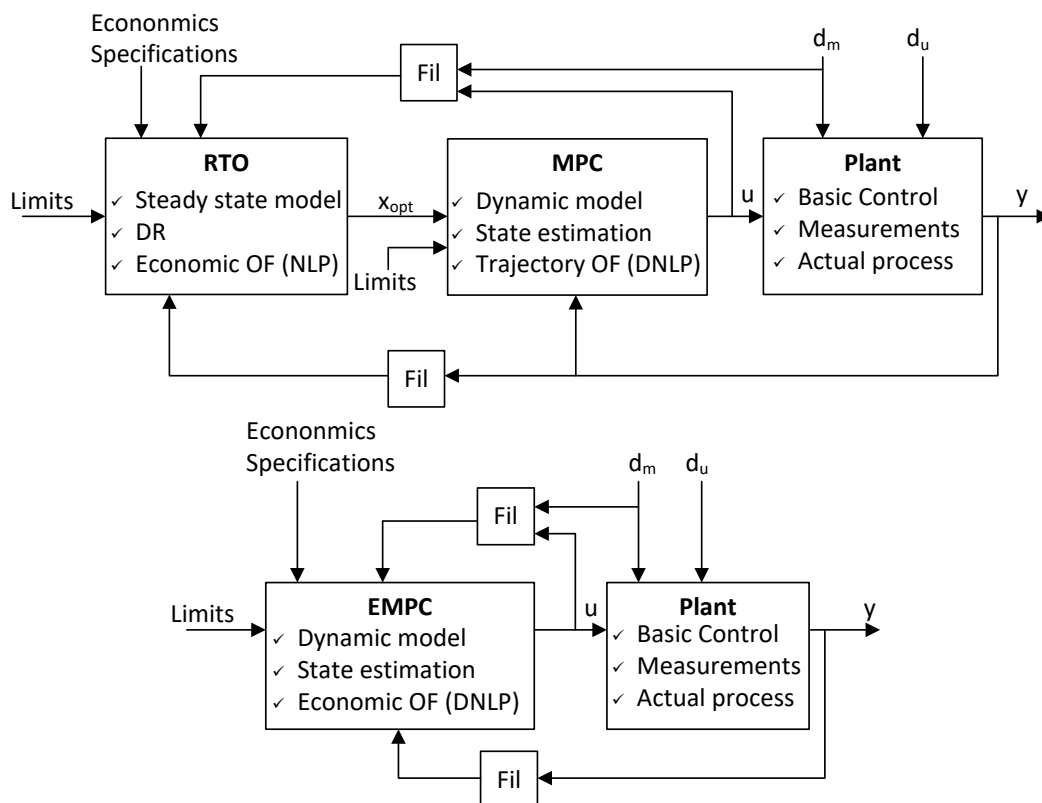 Econonmics
Specifications
d_m
d_u
Fil
RTO
✓ Steady state model
✓ DR
✓ Economic OF (NLP)
Limits
x_opt
Limits
MPC
✓ Dynamic model
✓ State estimation
✓ Trajectory OF (DNLP)
u
Plant
✓ Basic Control
✓ Measurements
✓ Actual process
y
Fil
Econonmics
Specifications
d_m
d_u
Fil
Limits
EMPC
✓ Dynamic model
✓ State estimation
✓ Economic OF (DNLP)
u
Plant
✓ Basic Control
✓ Measurements
✓ Actual process
y
Fil